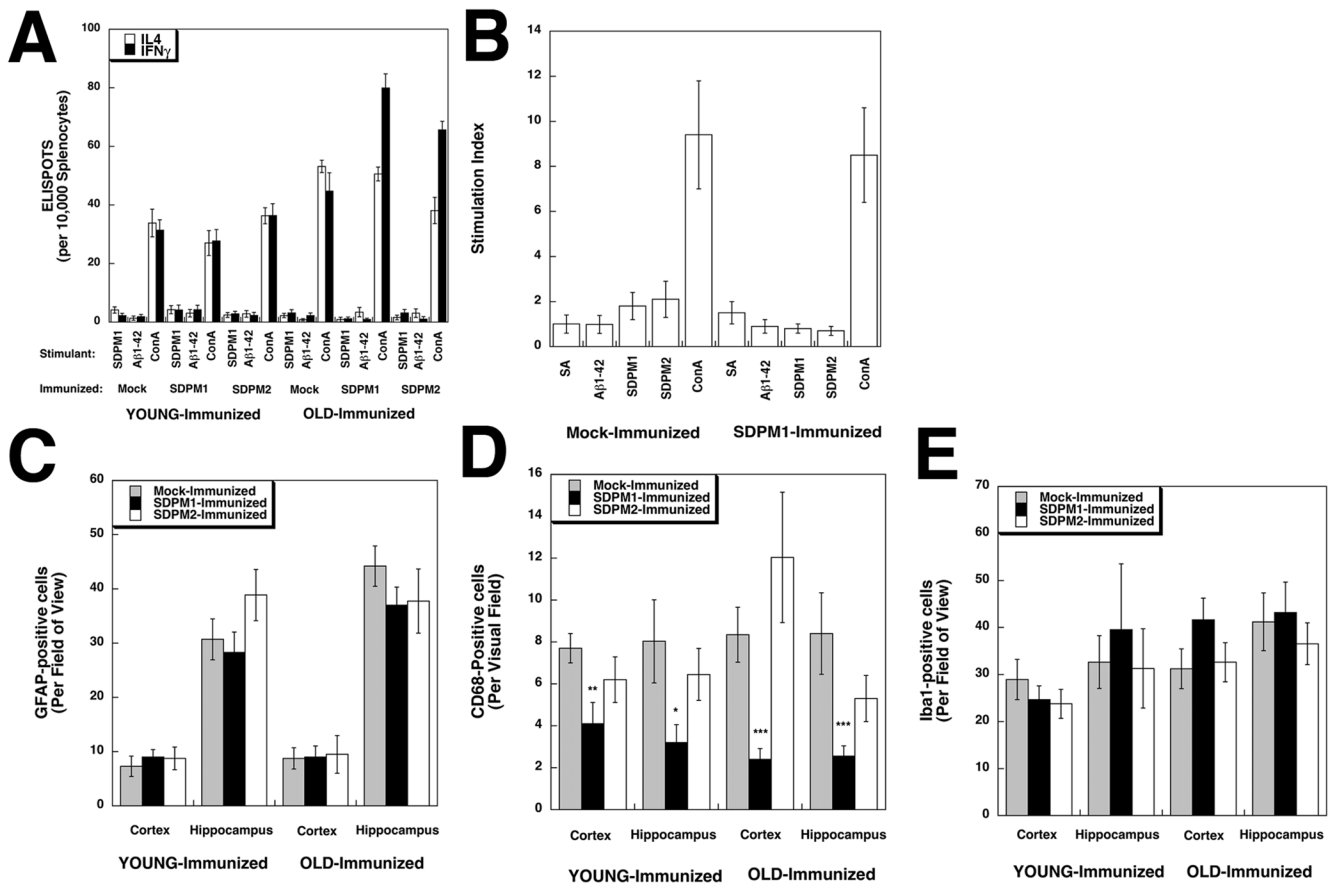 A
ELISPOTS
(per 10,000 Splenocytes)
100
80
60
40
20
0
IL4
IFNγ
Stimulant:
SDPM1
Aβ1-42
ConA
SDPM1
Aβ1-42
ConA
SDPM1
Aβ1-42
ConA
SDPM1
Aβ1-42
ConA
SDPM1
Aβ1-42
ConA
SDPM1
Aβ1-42
ConA
Immunized:
Mock
SDPM1
SDPM2
Mock
SDPM1
SDPM2
YOUNG-Immunized
OLD-Immunized
B
Stimulation Index
14
12
10
8
6
4
2
0
SA
Aβ1-42
SDPM1
SDPM2
ConA
SA
Aβ1-42
SDPM1
SDPM2
ConA
Mock-Immunized
SDPM1-Immunized
C
GFAP-positive cells
(Per Field of View)
60
50
40
30
20
10
0
Mock-Immunized
SDPM1-Immunized
SDPM2-Immunized
Cortex
Hippocampus
Cortex
Hippocampus
YOUNG-Immunized
OLD-Immunized
D
CD68-Positive cells
(Per Visual Field)
16
14
12
10
8
6
4
2
0
Mock-Immunized
SDPM1-Immunized
SDPM2-Immunized
**
*
***
***
Cortex
Hippocampus
Cortex
Hippocampus
YOUNG-Immunized
OLD-Immunized
E
Iba1-positive cells
(Per Field of View)
70
60
50
40
30
20
10
0
Mock-Immunized
SDPM1-Immunized
SDPM2-Immunized
Cortex
Hippocampus
Cortex
Hippocampus
YOUNG-Immunized
OLD-Immunized